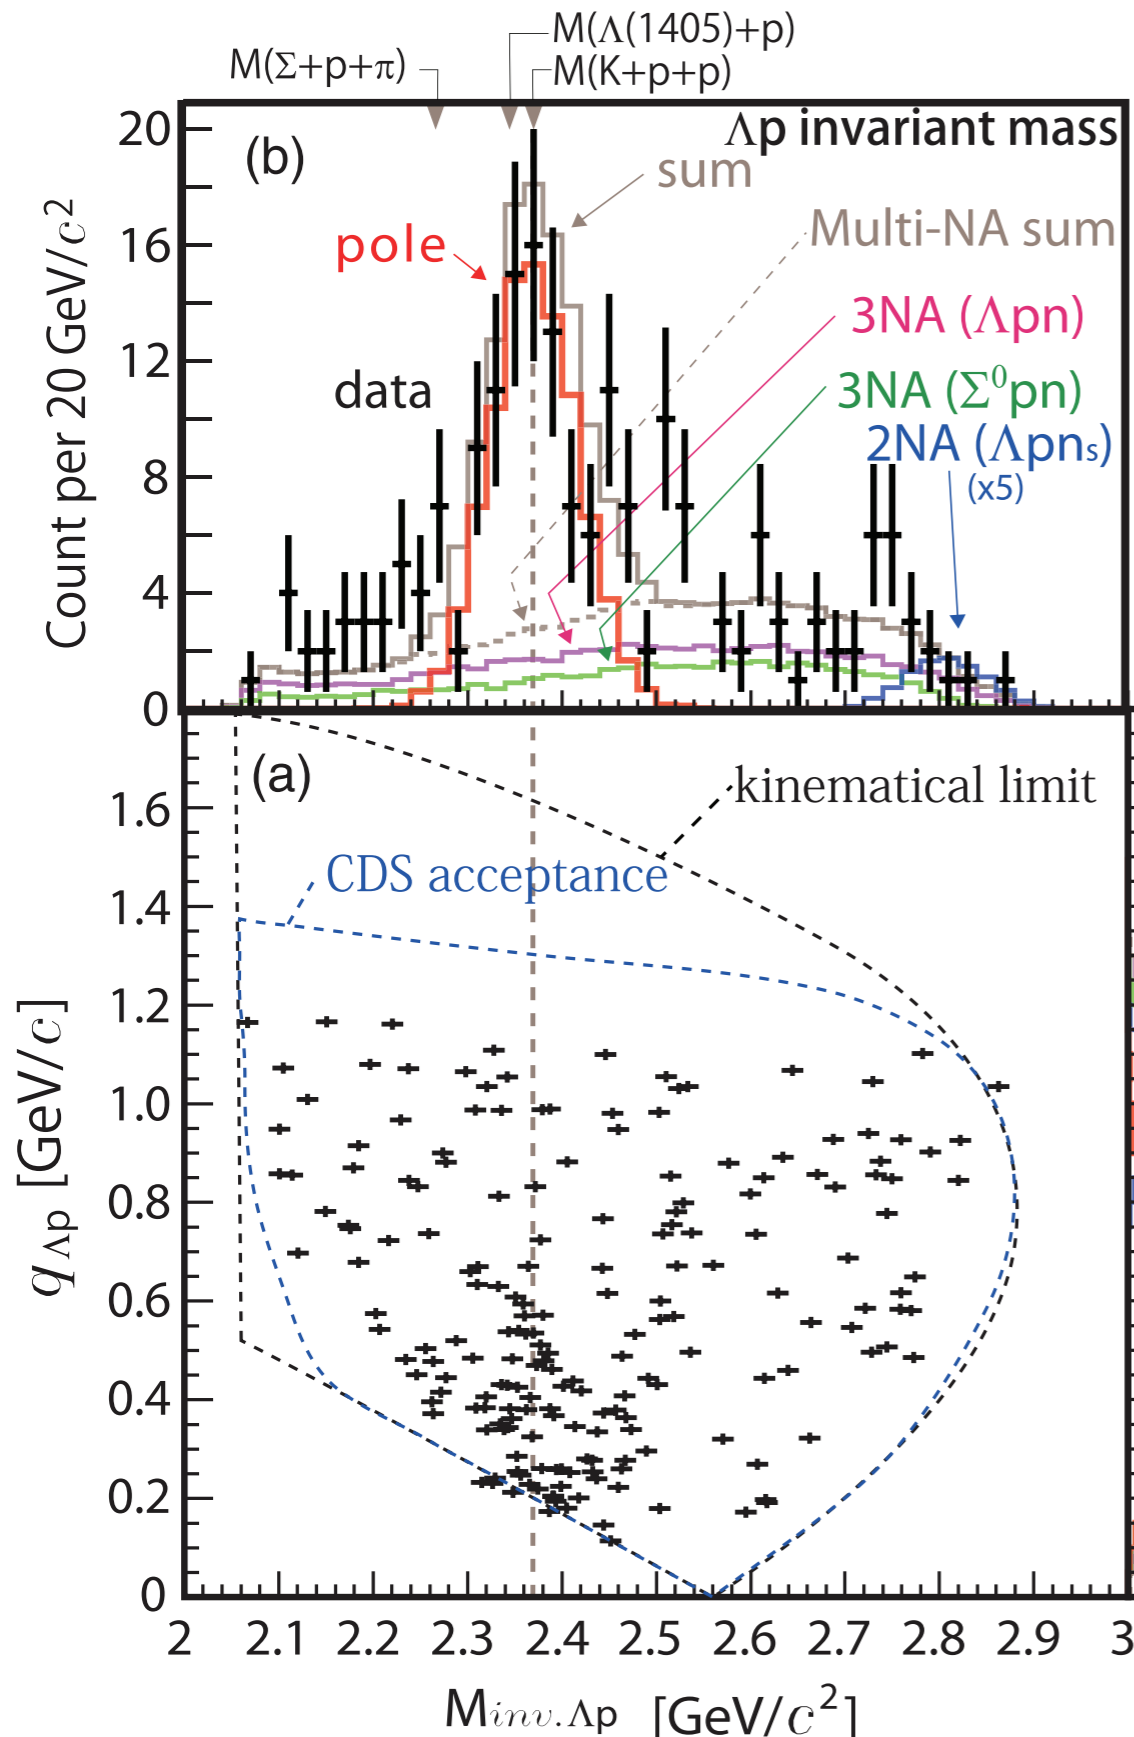 M(Λ(1405)+p)
M(Σ+p+π)
M(K+p+p)
20
16
12
8
4
0
Count per 20 GeV/c²
(b)
Λp invariant mass
sum
Multi-NA sum
pole
3NA (Λpn)
data
3NA (Σ⁰pn)
2NA (Λpnₛ)
(x5)
(a)
kinematical limit
CDS acceptance
1.6
1.4
1.2
1.0
0.8
0.6
0.4
0.2
0
q Λp [GeV/c]
2 2.1 2.2 2.3 2.4 2.5 2.6 2.7 2.8 2.9 3
Minv.Λp [GeV/c²]